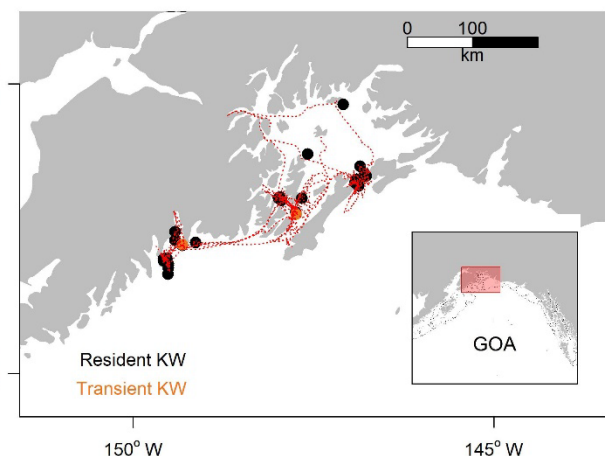 0 100
km
GOA
Resident KW
Transient KW
150° W 145° W